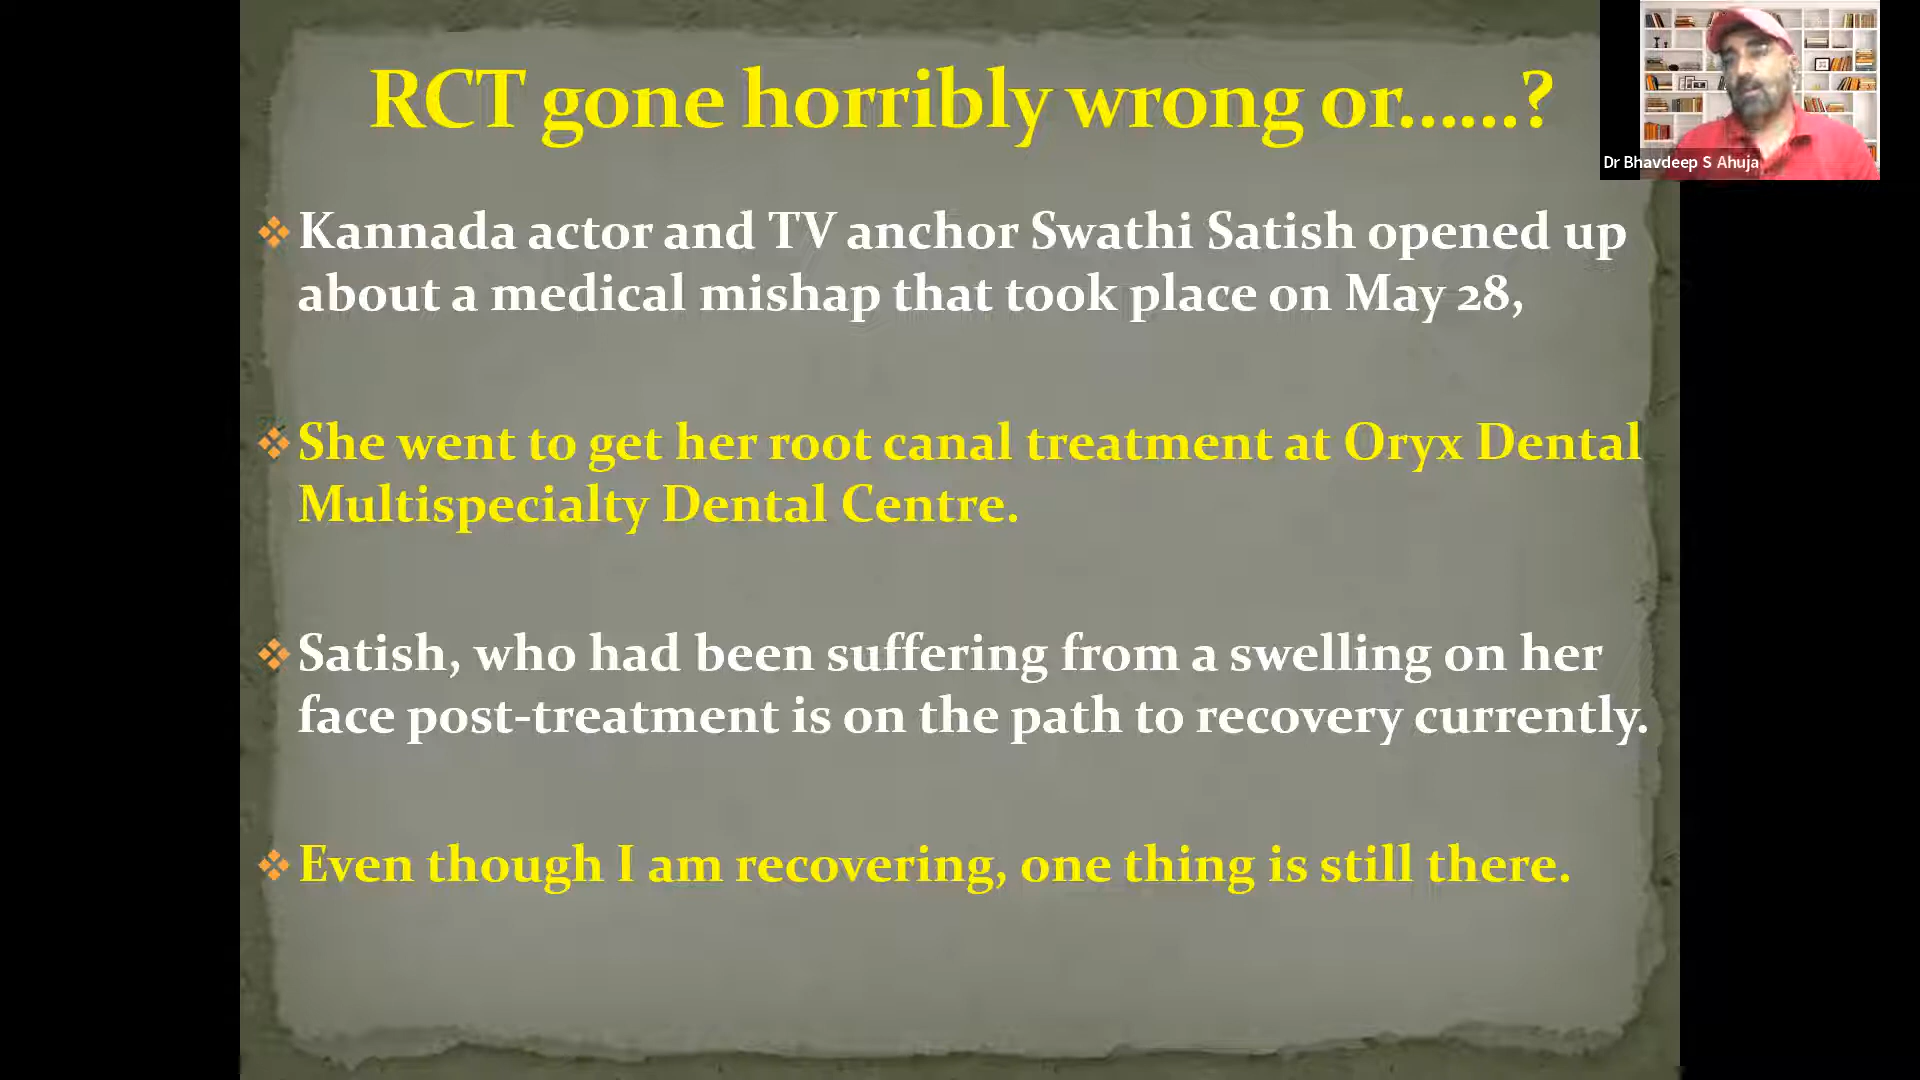 RCT gone horribly wrong or......?
Dr Bhavdeep S Ahuja
Kannada actor and TV anchor Swathi Satish opened up
about a medical mishap that took place on May 28,
She went to get her root canal treatment at Oryx Dental
Multispecialty Dental Centre.
Satish, who had been suffering from a swelling on her
face post-treatment is on the path to recovery currently.
Even though I am recovering, one thing is still there.